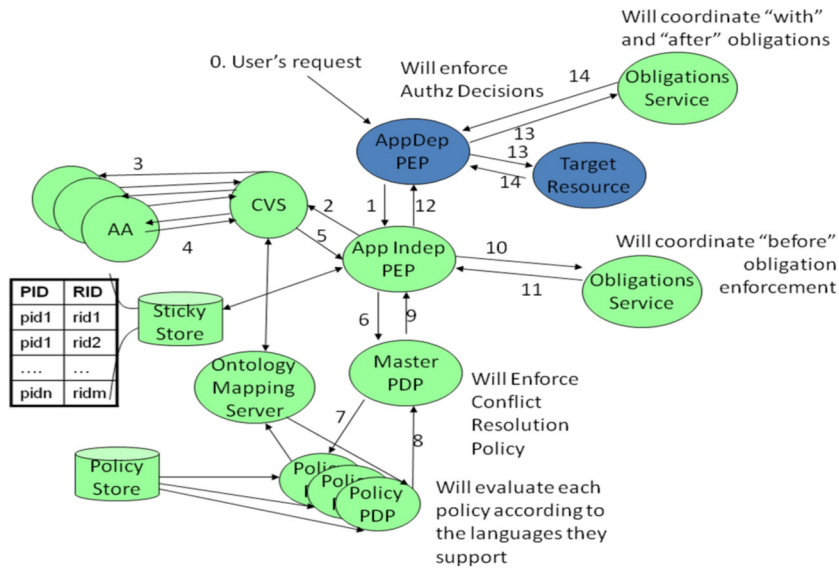 Will coordinate “with”
and “after” obligations
0. User's request
Will enforce
Authz Decisions
14
Obligations
Service
13
AppDep
PEP
13
14
Target
Resource
3
AA
4
CVS
2
5
1
12
App Indep
PEP
10
11
Will coordinate “before”
obligation
enforcement
Obligations
Service
PID RID
pid1 rid1
pid1 rid2
.... ...
pidn ridm
Sticky
Store
6
9
Ontology
Mapping
Server
Master
PDP
Will Enforce
Conflict
Resolution
Policy
7
8
Policy
Store
Policy
PDP
Will evaluate each
policy according to
the languages they
support